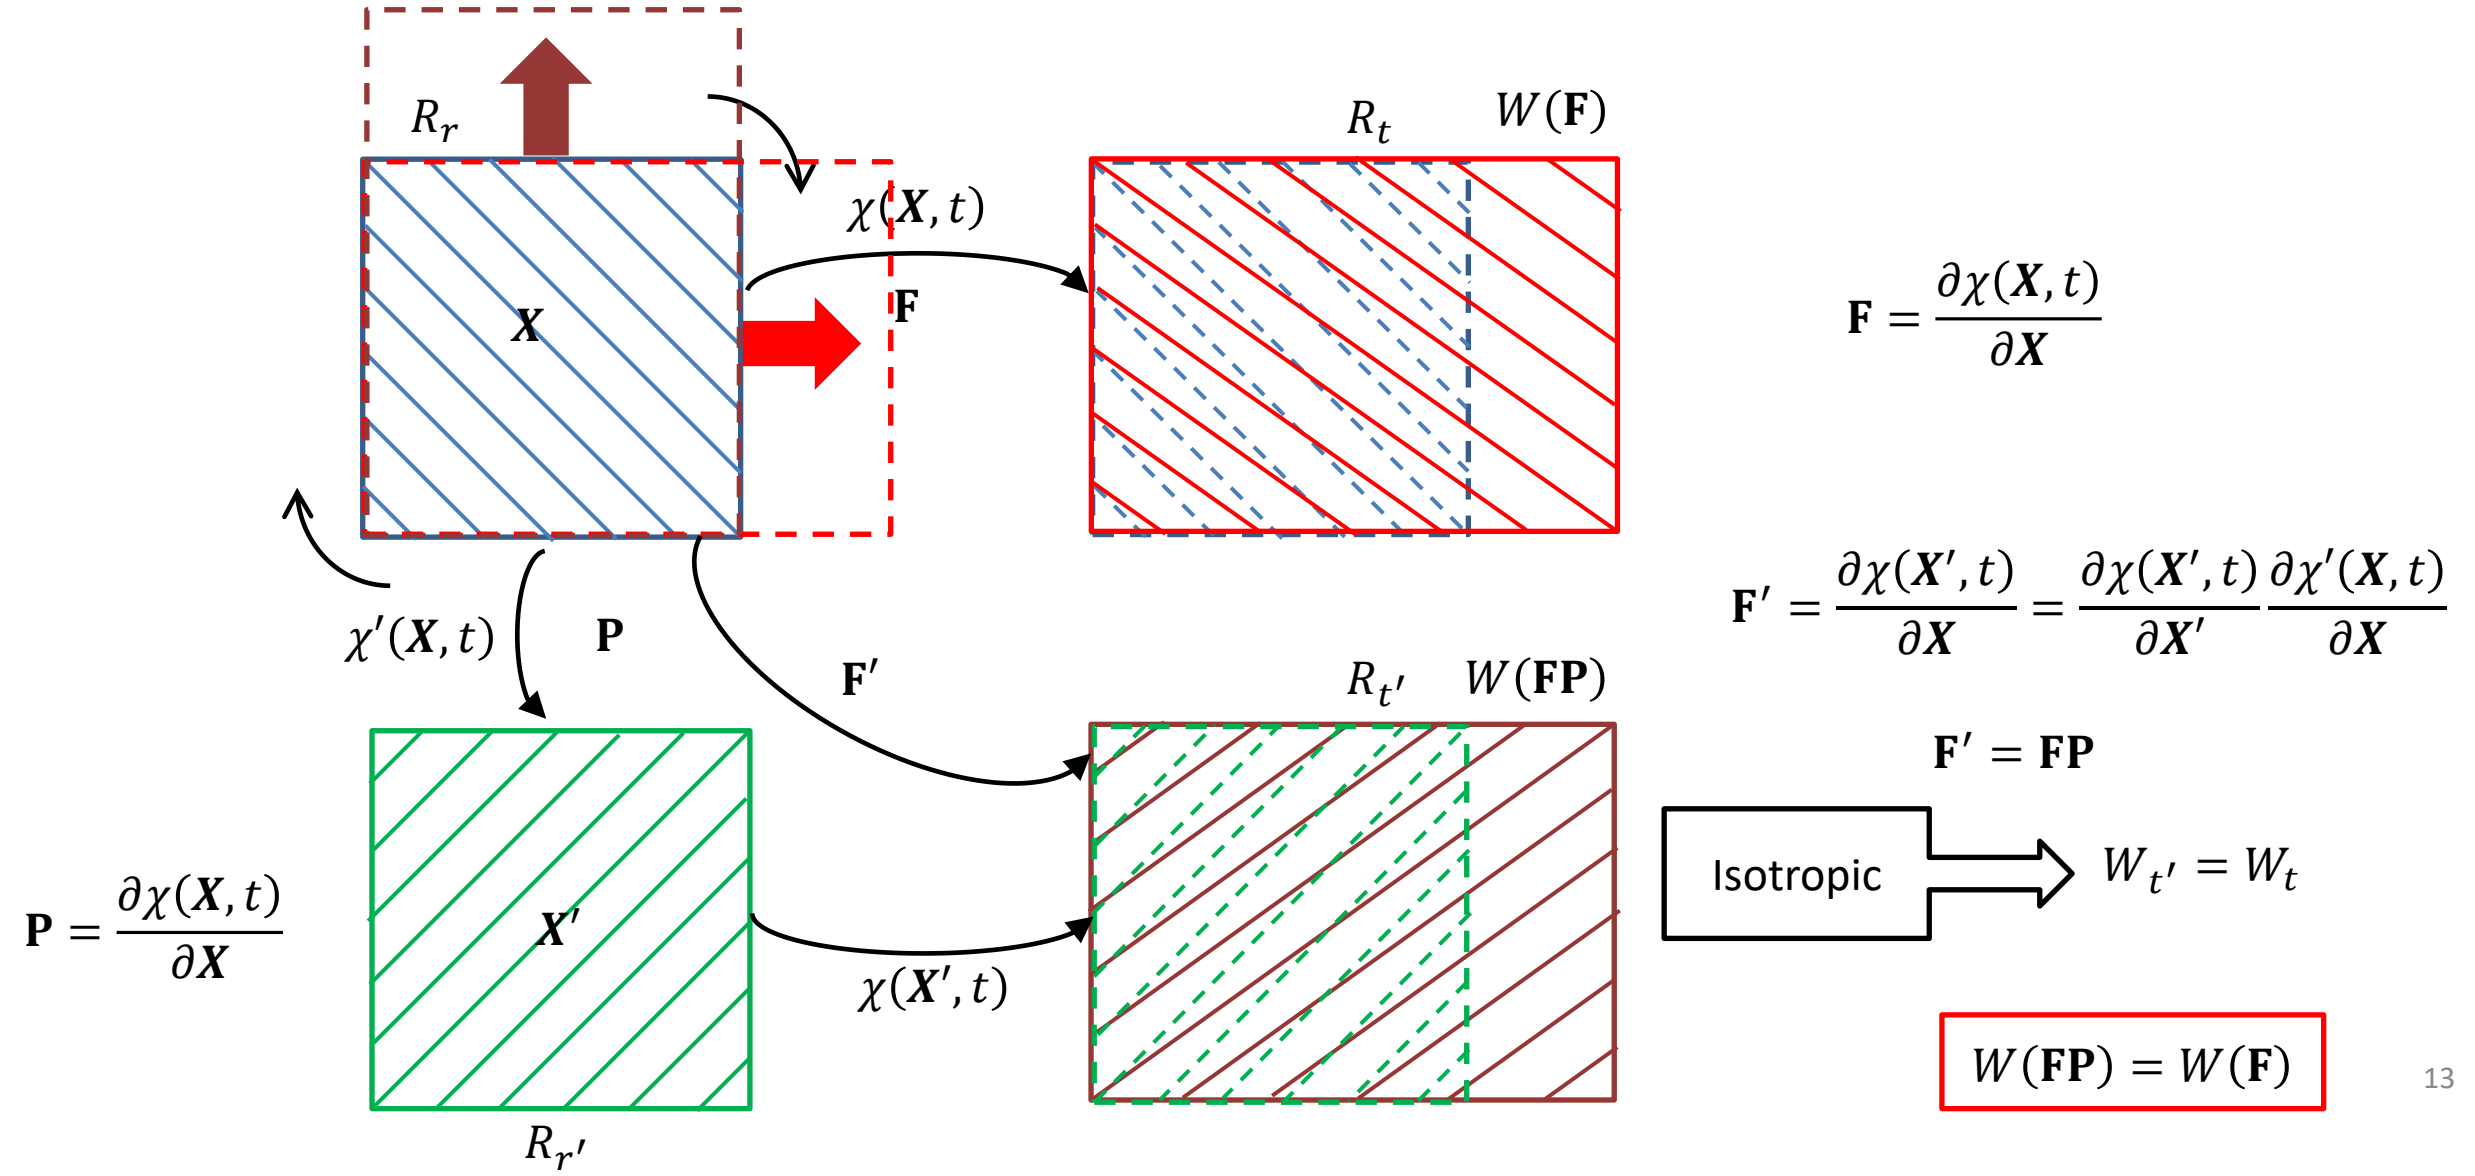 R_r
R_t
W(𝐅)
χ(𝑿, t)
𝑿
𝐅
𝐅 = ∂χ(𝑿, t) / ∂𝑿
χ′(𝑿, t)
𝐏
𝐅′
𝐅′ = ∂χ(𝑿′, t) / ∂𝑿 = ∂χ(𝑿′, t) / ∂𝑿′ ∂χ′(𝑿, t) / ∂𝑿
R_t′
W(𝐅𝐏)
𝐅′ = 𝐅𝐏
Isotropic
W_t′ = W_t
𝐏 = ∂χ(𝑿, t) / ∂𝑿
𝑿′
χ(𝑿′, t)
W(𝐅𝐏) = W(𝐅)
13
R_r′